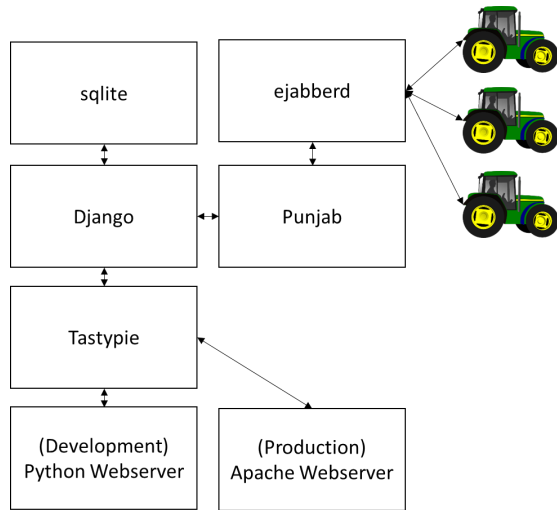 sqlite
ejabberd
Django
Punjab
Tastypie
(Development)
Python Webserver
(Production)
Apache Webserver